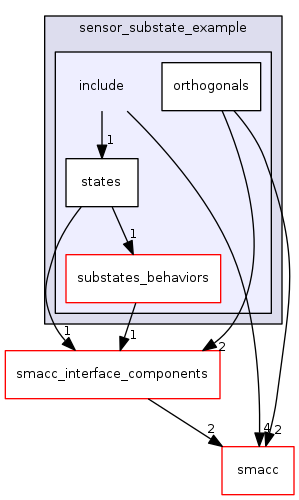 sensor_substate_example
include
orthogonals
1
states
1
substates_behaviors
1
1
2
smacc_interface_components
2
4
2
smacc